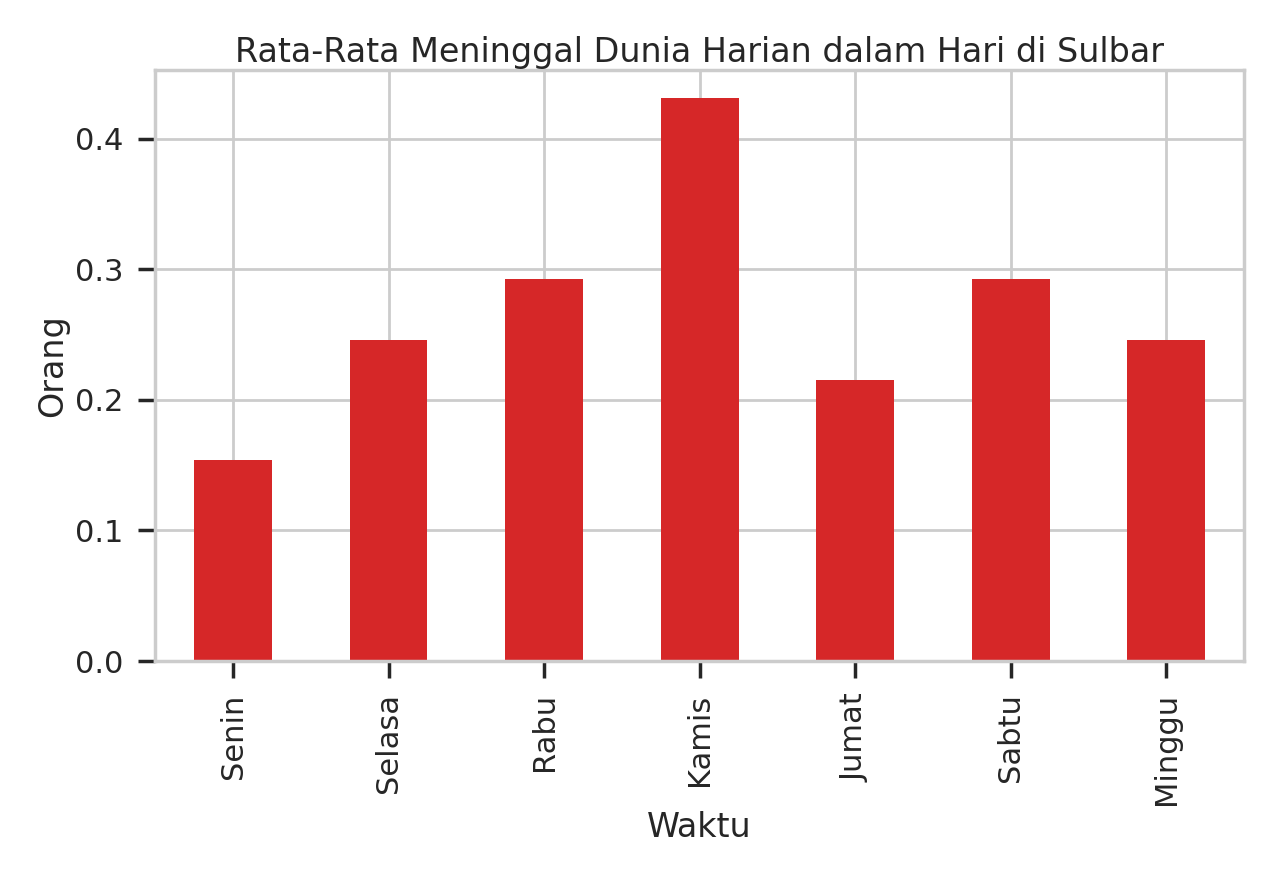 Rata-Rata Meninggal Dunia Harian dalam Hari di Sulbar
0.4
0.3
0.2
0.1
0.0
Orang
Senin
Selasa
Rabu
Kamis
Jumat
Sabtu
Minggu
Waktu